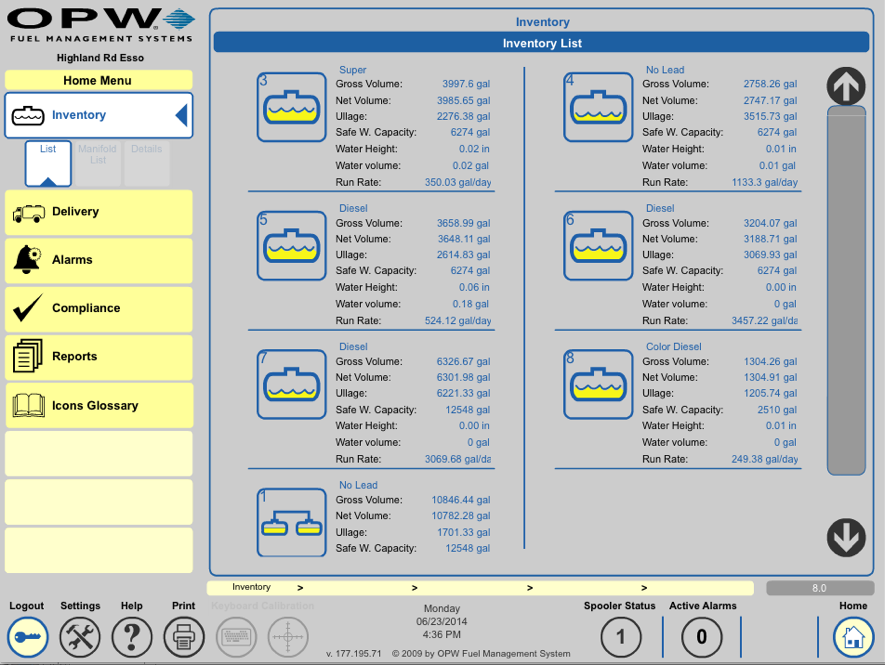 OPW
FUEL MANAGEMENT SYSTEMS
Highland Rd Esso
Home Menu
Inventory
List
Manifold
List
Details
Delivery
Alarms
Compliance
Reports
Icons Glossary
Inventory
Inventory List
3
Super
Gross Volume: 3997.6 gal
Net Volume: 3985.65 gal
Ullage: 2276.38 gal
Safe W. Capacity: 6274 gal
Water Height: 0.02 in
Water volume: 0.02 gal
Run Rate: 350.03 gal/day
4
No Lead
Gross Volume: 2758.26 gal
Net Volume: 2747.17 gal
Ullage: 3515.73 gal
Safe W. Capacity: 6274 gal
Water Height: 0.01 in
Water volume: 0.01 gal
Run Rate: 1133.3 gal/day
5
Diesel
Gross Volume: 3658.99 gal
Net Volume: 3648.11 gal
Ullage: 2614.83 gal
Safe W. Capacity: 6274 gal
Water Height: 0.06 in
Water volume: 0.18 gal
Run Rate: 524.12 gal/day
6
Diesel
Gross Volume: 3204.07 gal
Net Volume: 3188.71 gal
Ullage: 3069.93 gal
Safe W. Capacity: 6274 gal
Water Height: 0.00 in
Water volume: 0 gal
Run Rate: 3457.22 gal/da
7
Diesel
Gross Volume: 6326.67 gal
Net Volume: 6301.98 gal
Ullage: 6221.33 gal
Safe W. Capacity: 12548 gal
Water Height: 0.00 in
Water volume: 0 gal
Run Rate: 3069.68 gal/da
8
Color Diesel
Gross Volume: 1304.26 gal
Net Volume: 1304.91 gal
Ullage: 1205.74 gal
Safe W. Capacity: 2510 gal
Water Height: 0.01 in
Water volume: 0 gal
Run Rate: 249.38 gal/day
1
No Lead
Gross Volume: 10846.44 gal
Net Volume: 10782.28 gal
Ullage: 1701.33 gal
Safe W. Capacity: 12548 gal
Inventory > > > >
8.0
Logout Settings Help Print Keyboard Calibration
Monday
06/23/2014
4:36 PM
Spooler Status Active Alarms Home
1 0
v. 177.195.71 © 2009 by OPW Fuel Management System